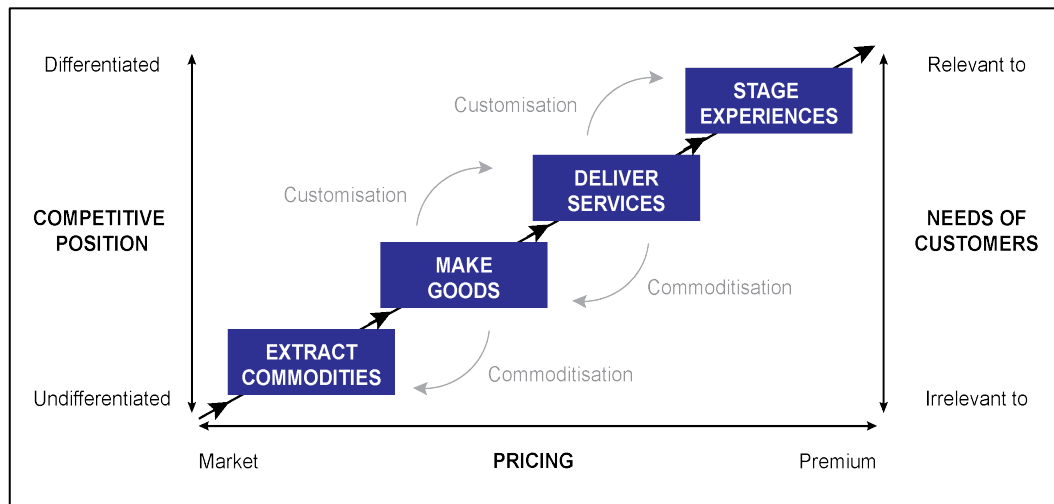 Differentiated
Customisation
STAGE
EXPERIENCES
Relevant to
Customisation
DELIVER
SERVICES
COMPETITIVE
POSITION
NEEDS OF
CUSTOMERS
MAKE
GOODS
Commoditisation
EXTRACT
COMMODITIES
Commoditisation
Undifferentiated
Irrelevant to
Market
PRICING
Premium